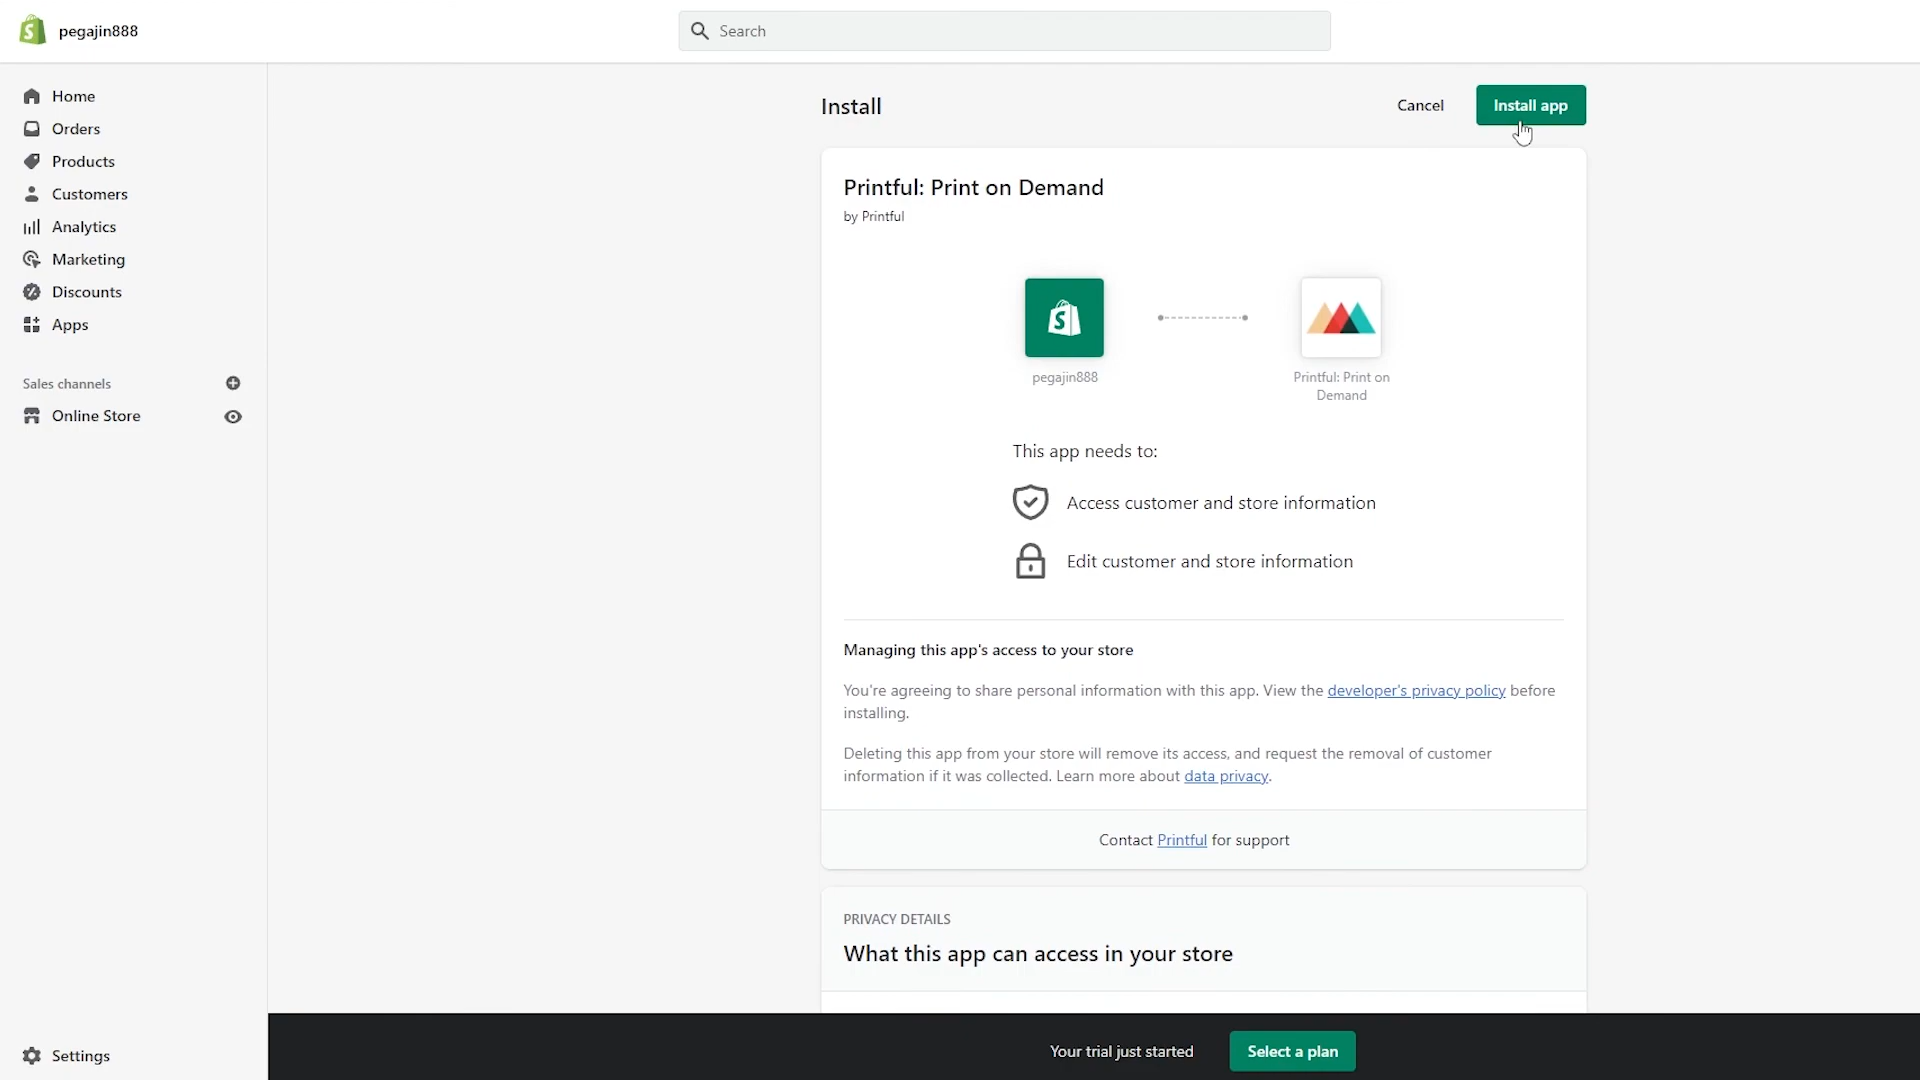 pegajin888
Search
Home
Orders
Products
Customers
Analytics
Marketing
Discounts
Apps
Sales channels
Online Store
Settings
Install
Cancel
Install app
Printful: Print on Demand
by Printful
pegajin888
Printful: Print on
Demand
This app needs to:
Access customer and store information
Edit customer and store information
Managing this app's access to your store
You're agreeing to share personal information with this app. View the developer's privacy policy before
installing.
Deleting this app from your store will remove its access, and request the removal of customer
information if it was collected. Learn more about data privacy.
Contact Printful for support
PRIVACY DETAILS
What this app can access in your store
Your trial just started
Select a plan